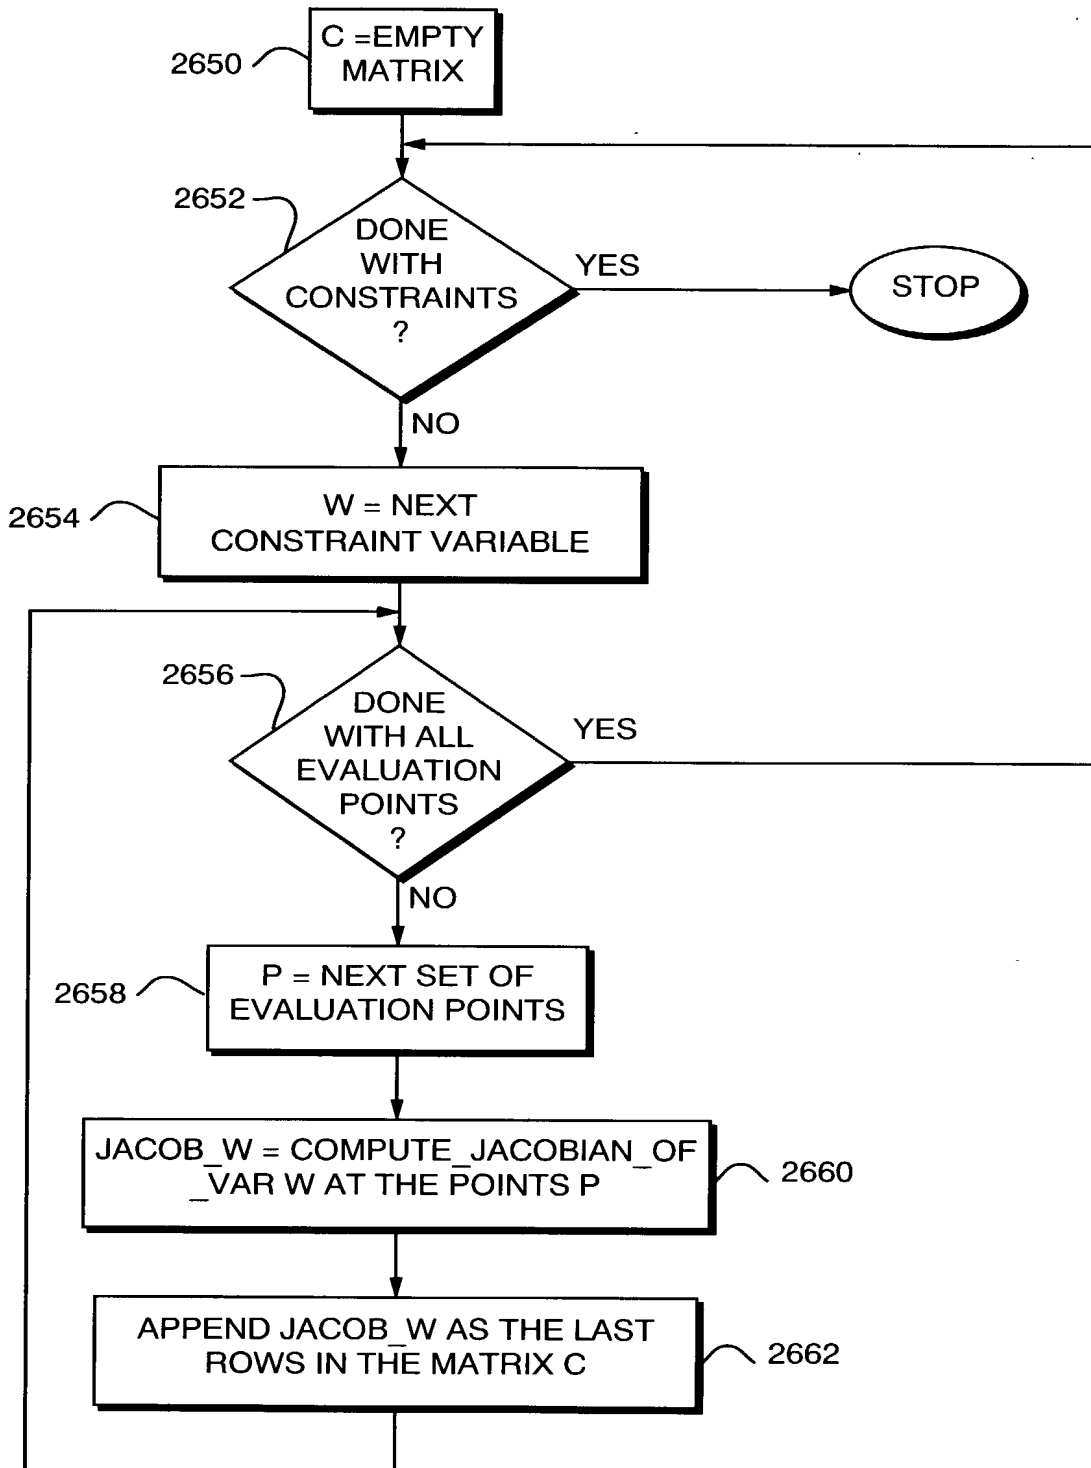 C =EMPTY
MATRIX
2650
2652
DONE
WITH
CONSTRAINTS
?
YES
STOP
NO
2654
W = NEXT
CONSTRAINT VARIABLE
2656
DONE
WITH ALL
EVALUATION
POINTS
?
YES
NO
2658
P = NEXT SET OF
EVALUATION POINTS
JACOB_W = COMPUTE_JACOBIAN_OF
_VAR W AT THE POINTS P
2660
APPEND JACOB_W AS THE LAST
ROWS IN THE MATRIX C
2662